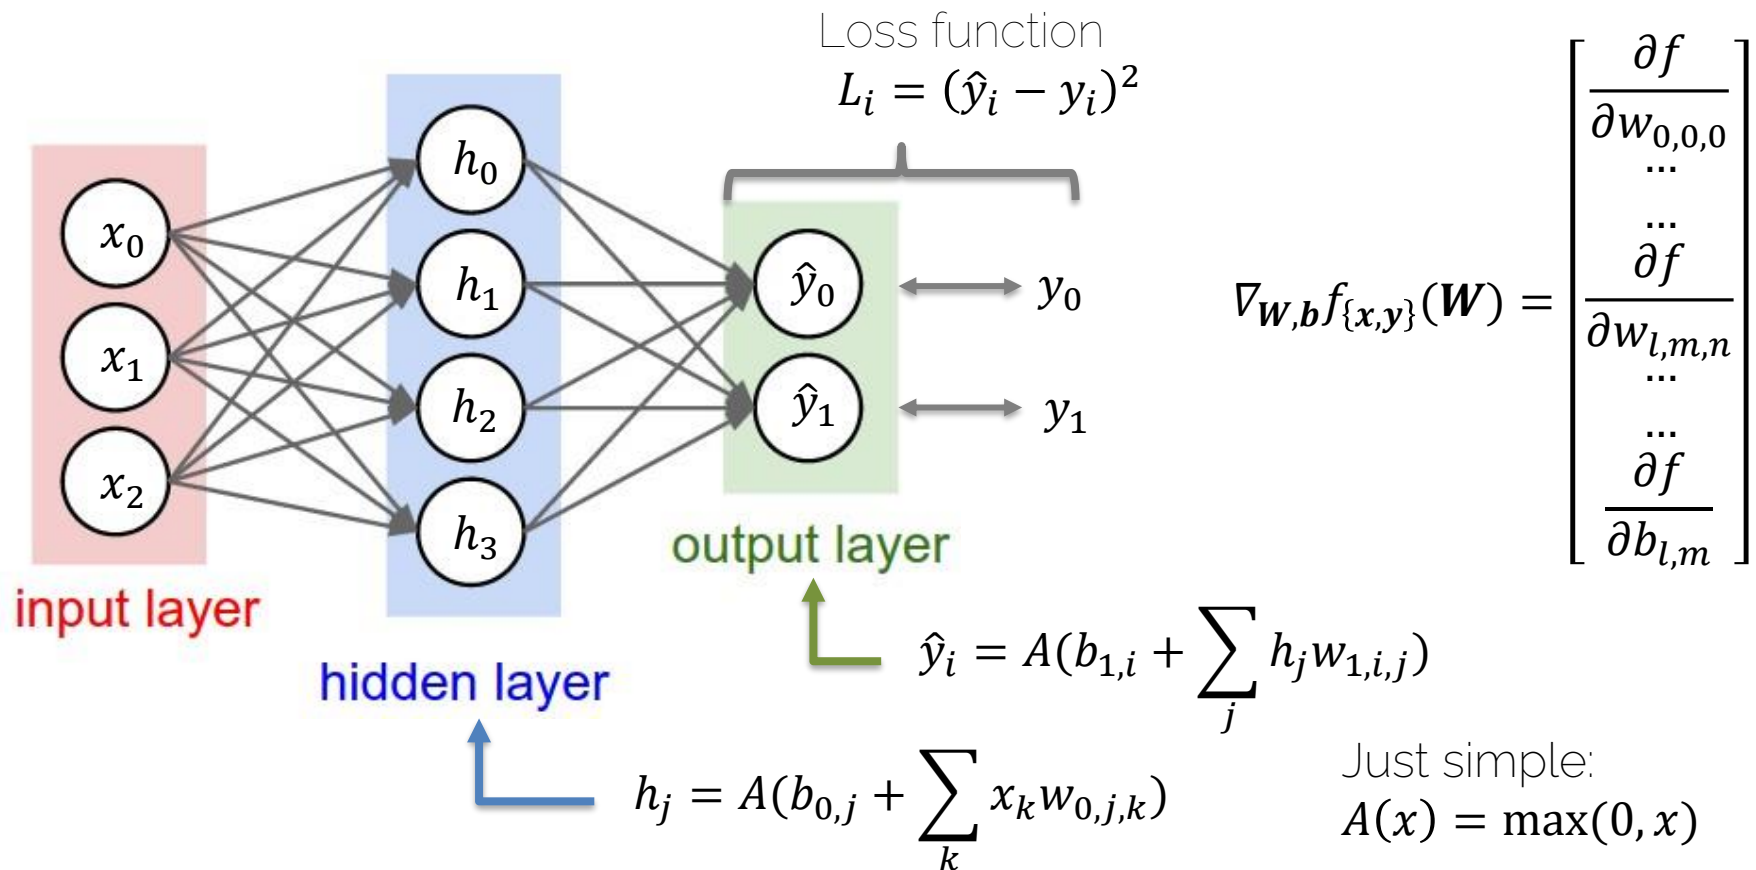 Loss function
L_i = (ŷ_i − y_i)^2
x_0
x_1
x_2
input layer
h_0
h_1
h_2
h_3
hidden layer
ŷ_0
ŷ_1
output layer
y_0
y_1
∇_{W,b} f_{{x,y}}(W) =
∂f
∂w_{0,0,0}
...
...
∂f
∂w_{l,m,n}
...
...
∂f
∂b_{l,m}
ŷ_i = A(b_{1,i} + ∑_j h_j w_{1,i,j})
h_j = A(b_{0,j} + ∑_k x_k w_{0,j,k})
Just simple:
A(x) = max(0, x)